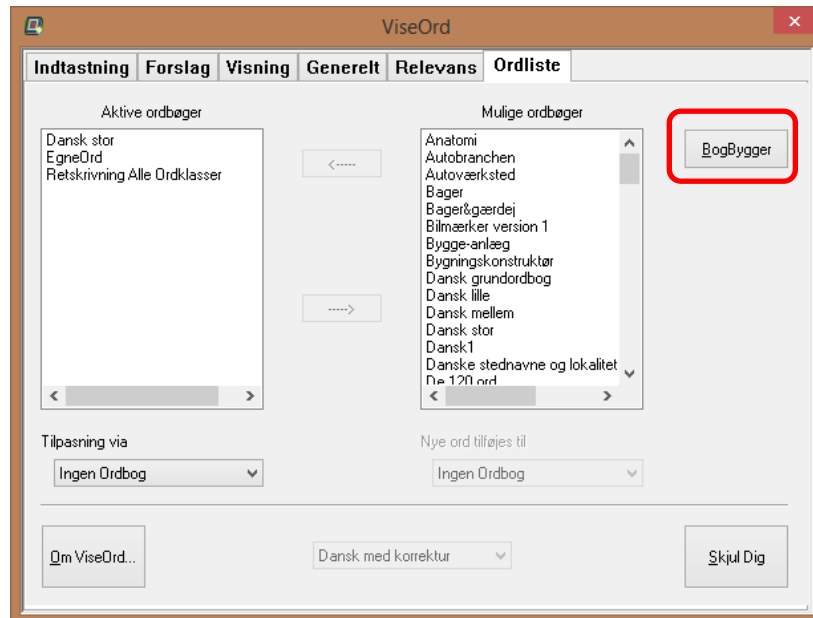 ViseOrd
Indtastning Forslag Visning Generelt Relevans Ordliste
Aktive ordbøger
Dansk stor
EgneOrd
Retskrivning Alle Ordklasser
<-----
----->
Mulige ordbøger
Anatomi
Autobranchen
Autoværksted
Bager
Bager&gærdej
Bilmærker version 1
Bygge-anlæg
Bygningskonstruktør
Dansk grundordbog
Dansk lille
Dansk mellem
Dansk stor
Dansk1
Danske stednavne og lokalitet
De 120 ord
BogBygger
Tilpasning via
Ingen Ordbog
Nye ord tilføjes til
Ingen Ordbog
Om ViseOrd...
Dansk med korrektur
Skjul Dig